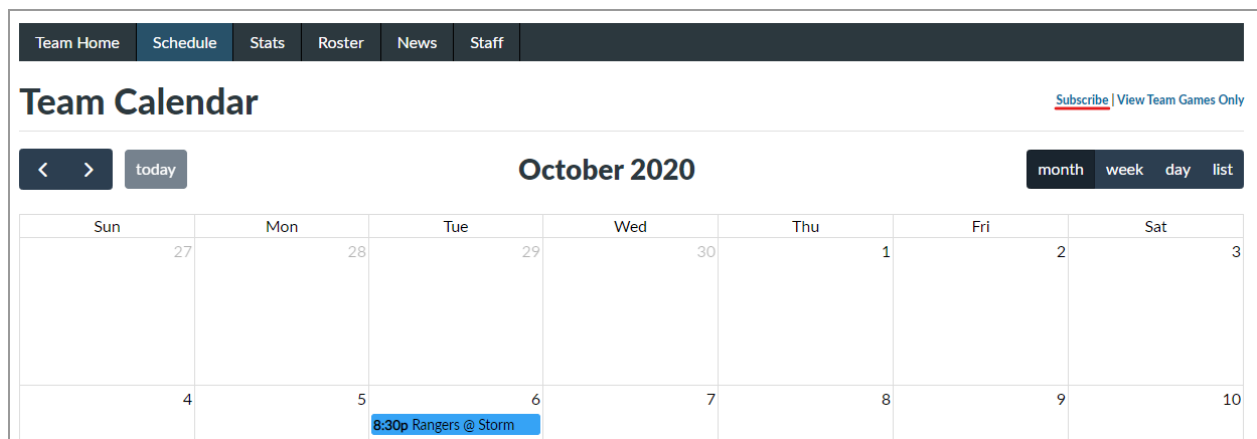 Team Home Schedule Stats Roster News Staff
Team Calendar
Subscribe | View Team Games Only
today
October 2020
month week day list
Sun Mon Tue Wed Thu Fri Sat
27 28 29 30 1 2 3
4 5 6 7 8 9 10
8:30p Rangers @ Storm